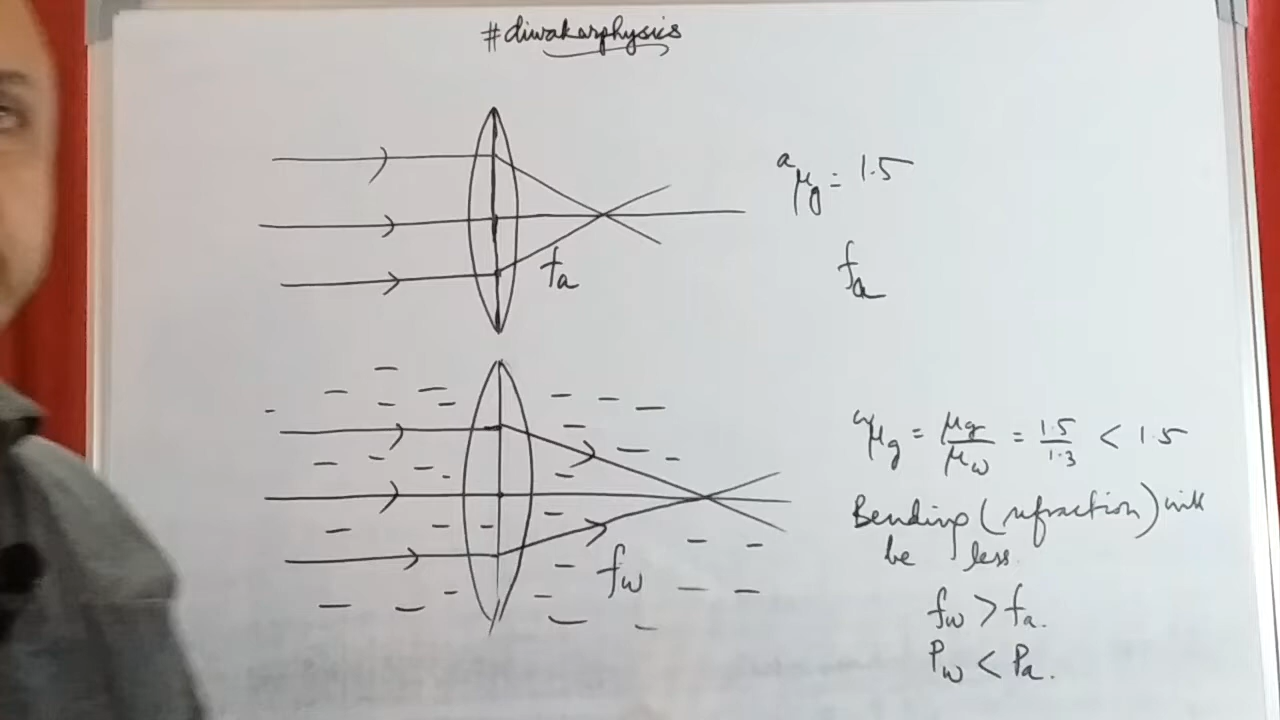 #diwakarphysics
ᵃμg = 1.5
fa
fa
ʷμg = μg/μw = 1.5/1.3 < 1.5
Bending (refraction) will
be less.
fw
fw > fa.
Pw < Pa.